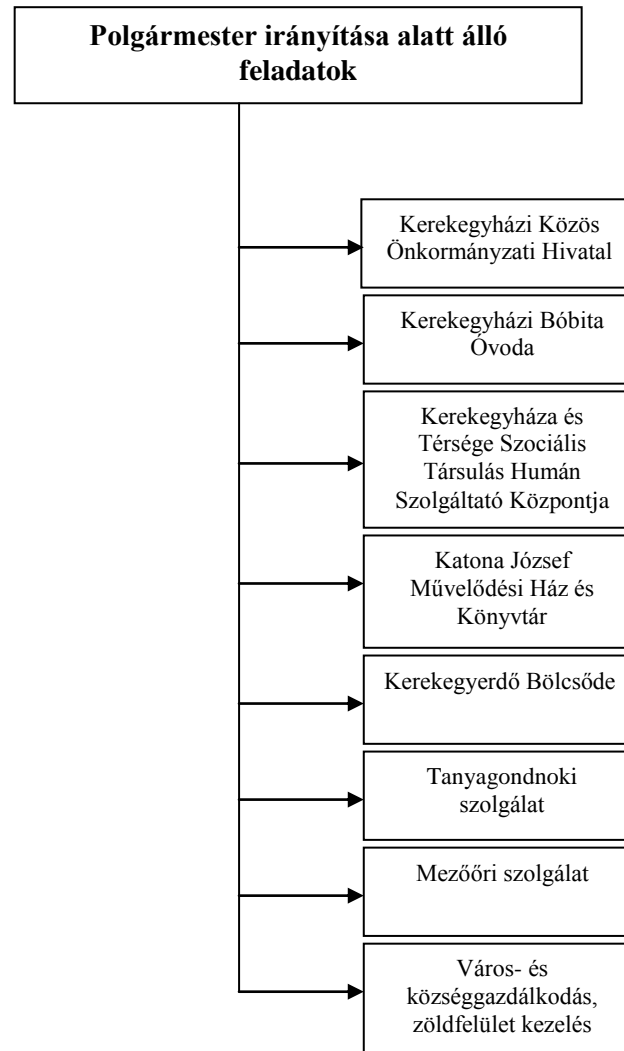 Polgármester irányítása alatt álló
feladatok
Kerekegyházi Közös
Önkormányzati Hivatal
Kerekegyházi Bóbita
Óvoda
Kerekegyháza és
Térsége Szociális
Társulás Humán
Szolgáltató Központja
Katona József
Művelődési Ház és
Könyvtár
Kerekegyerdő Bölcsőde
Tanyagondnoki
szolgálat
Mezőőri szolgálat
Város- és
községgazdálkodás,
zöldfelület kezelés